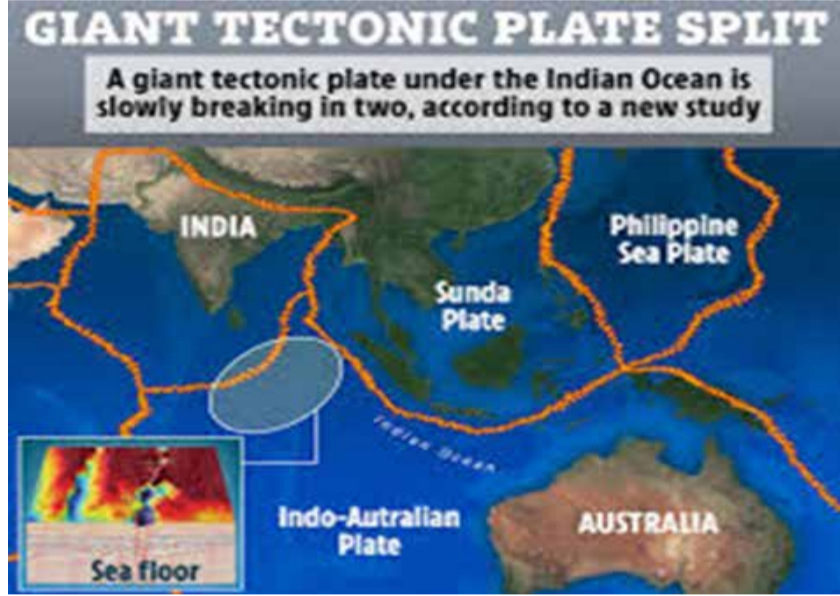 GIANT TECTONIC PLATE SPLIT
A giant tectonic plate under the Indian Ocean is
slowly breaking in two, according to a new study
INDIA
Philippine
Sea Plate
Sunda
Plate
Indian Ocean
Indo-Autralian
Plate
AUSTRALIA
Sea floor